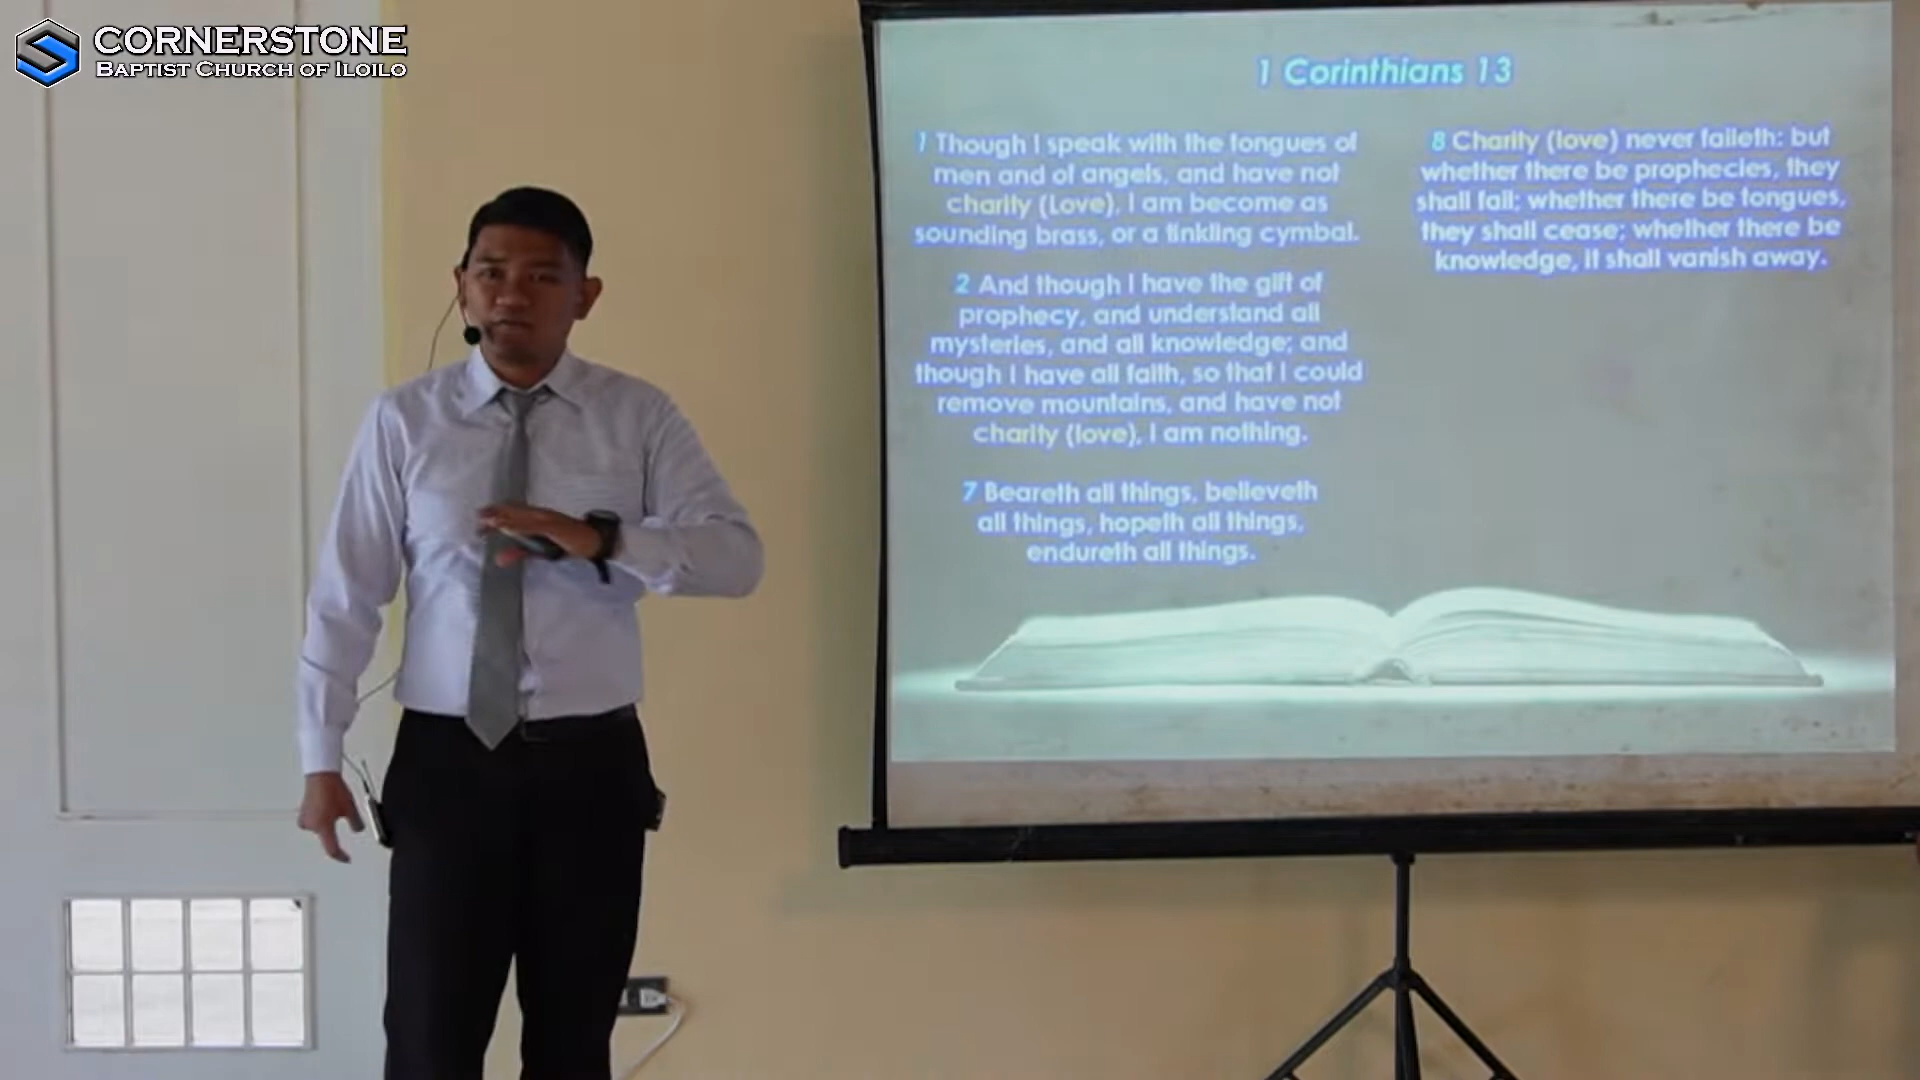 CORNERSTONE
BAPTIST CHURCH OF ILOILO
1 Corinthians 13
1 Though I speak with the tongues of
men and of angels, and have not
charity (Love), I am become as
sounding brass, or a tinkling cymbal.
2 And though I have the gift of
prophecy, and understand all
mysteries, and all knowledge; and
though I have all faith, so that I could
remove mountains, and have not
charity (love), I am nothing.
7 Beareth all things, believeth
all things, hopeth all things,
endureth all things.
8 Charity (love) never faileth: but
whether there be prophecies, they
shall fail; whether there be tongues,
they shall cease; whether there be
knowledge, it shall vanish away.